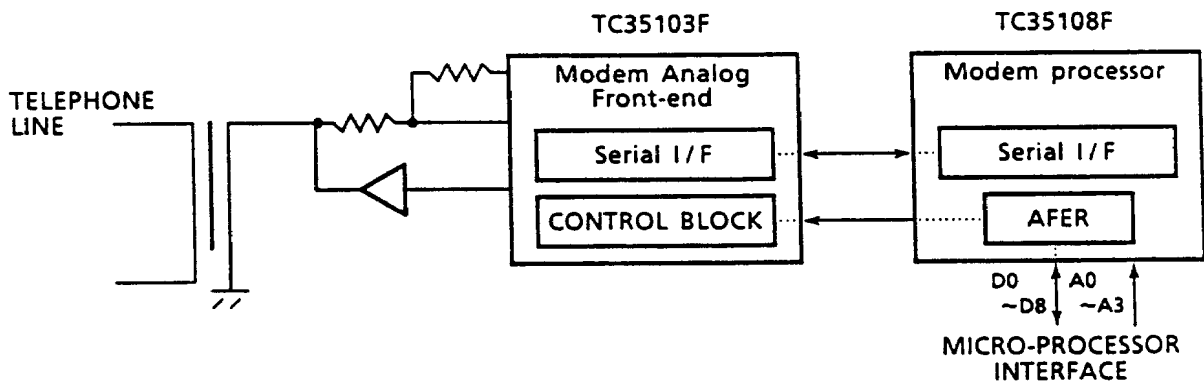 TC35103F
TC35108F
TELEPHONE
LINE
Modem Analog
Front-end
Serial I/F
CONTROL BLOCK
Modem processor
Serial I/F
AFER
D0
~D8
A0
~A3
MICRO-PROCESSOR
INTERFACE